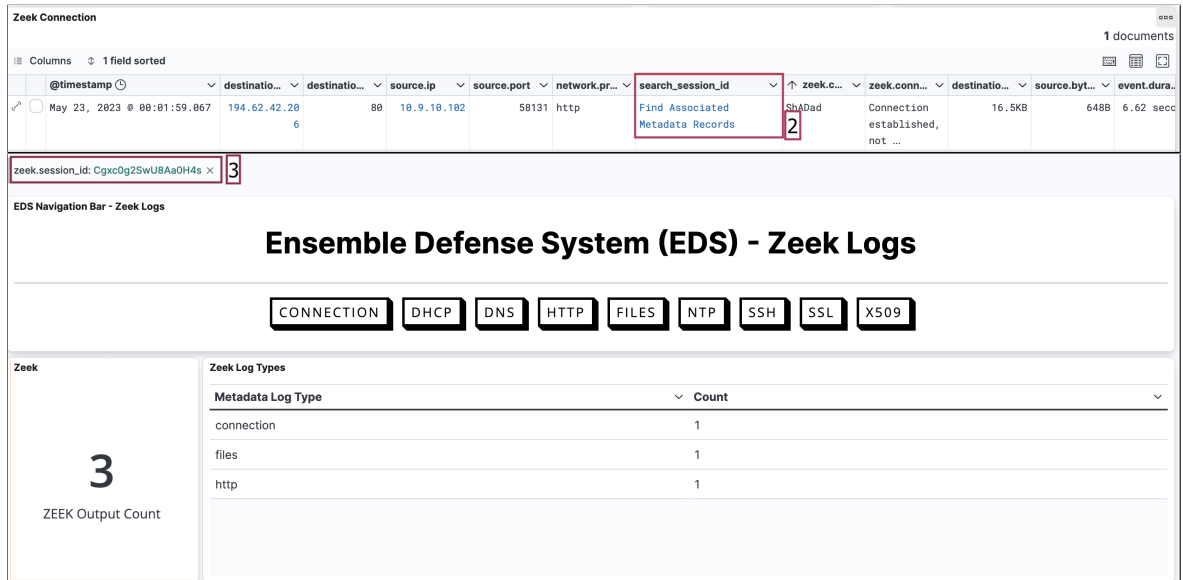 Zeek Connection
1 documents
Columns 1 field sorted
@timestamp destinatio... destinatio... source.ip source.port network.pr... search_session_id zeek.c... zeek.conn... destinatio... source.byt... event.dura...
May 23, 2023 @ 00:01:59.067 194.62.42.20 80 10.9.10.102 58131 http Find Associated ShADad Connection 16.5KB 648B 6.62 seco
6 Metadata Records 2 established,
not ...
zeek.session_id: Cgxc0g2SwU8Aa0H4s × 3
EDS Navigation Bar - Zeek Logs
Ensemble Defense System (EDS) - Zeek Logs
CONNECTION DHCP DNS HTTP FILES NTP SSH SSL X509
Zeek
Zeek Log Types
Metadata Log Type Count
connection 1
files 1
http 1
3
ZEEK Output Count